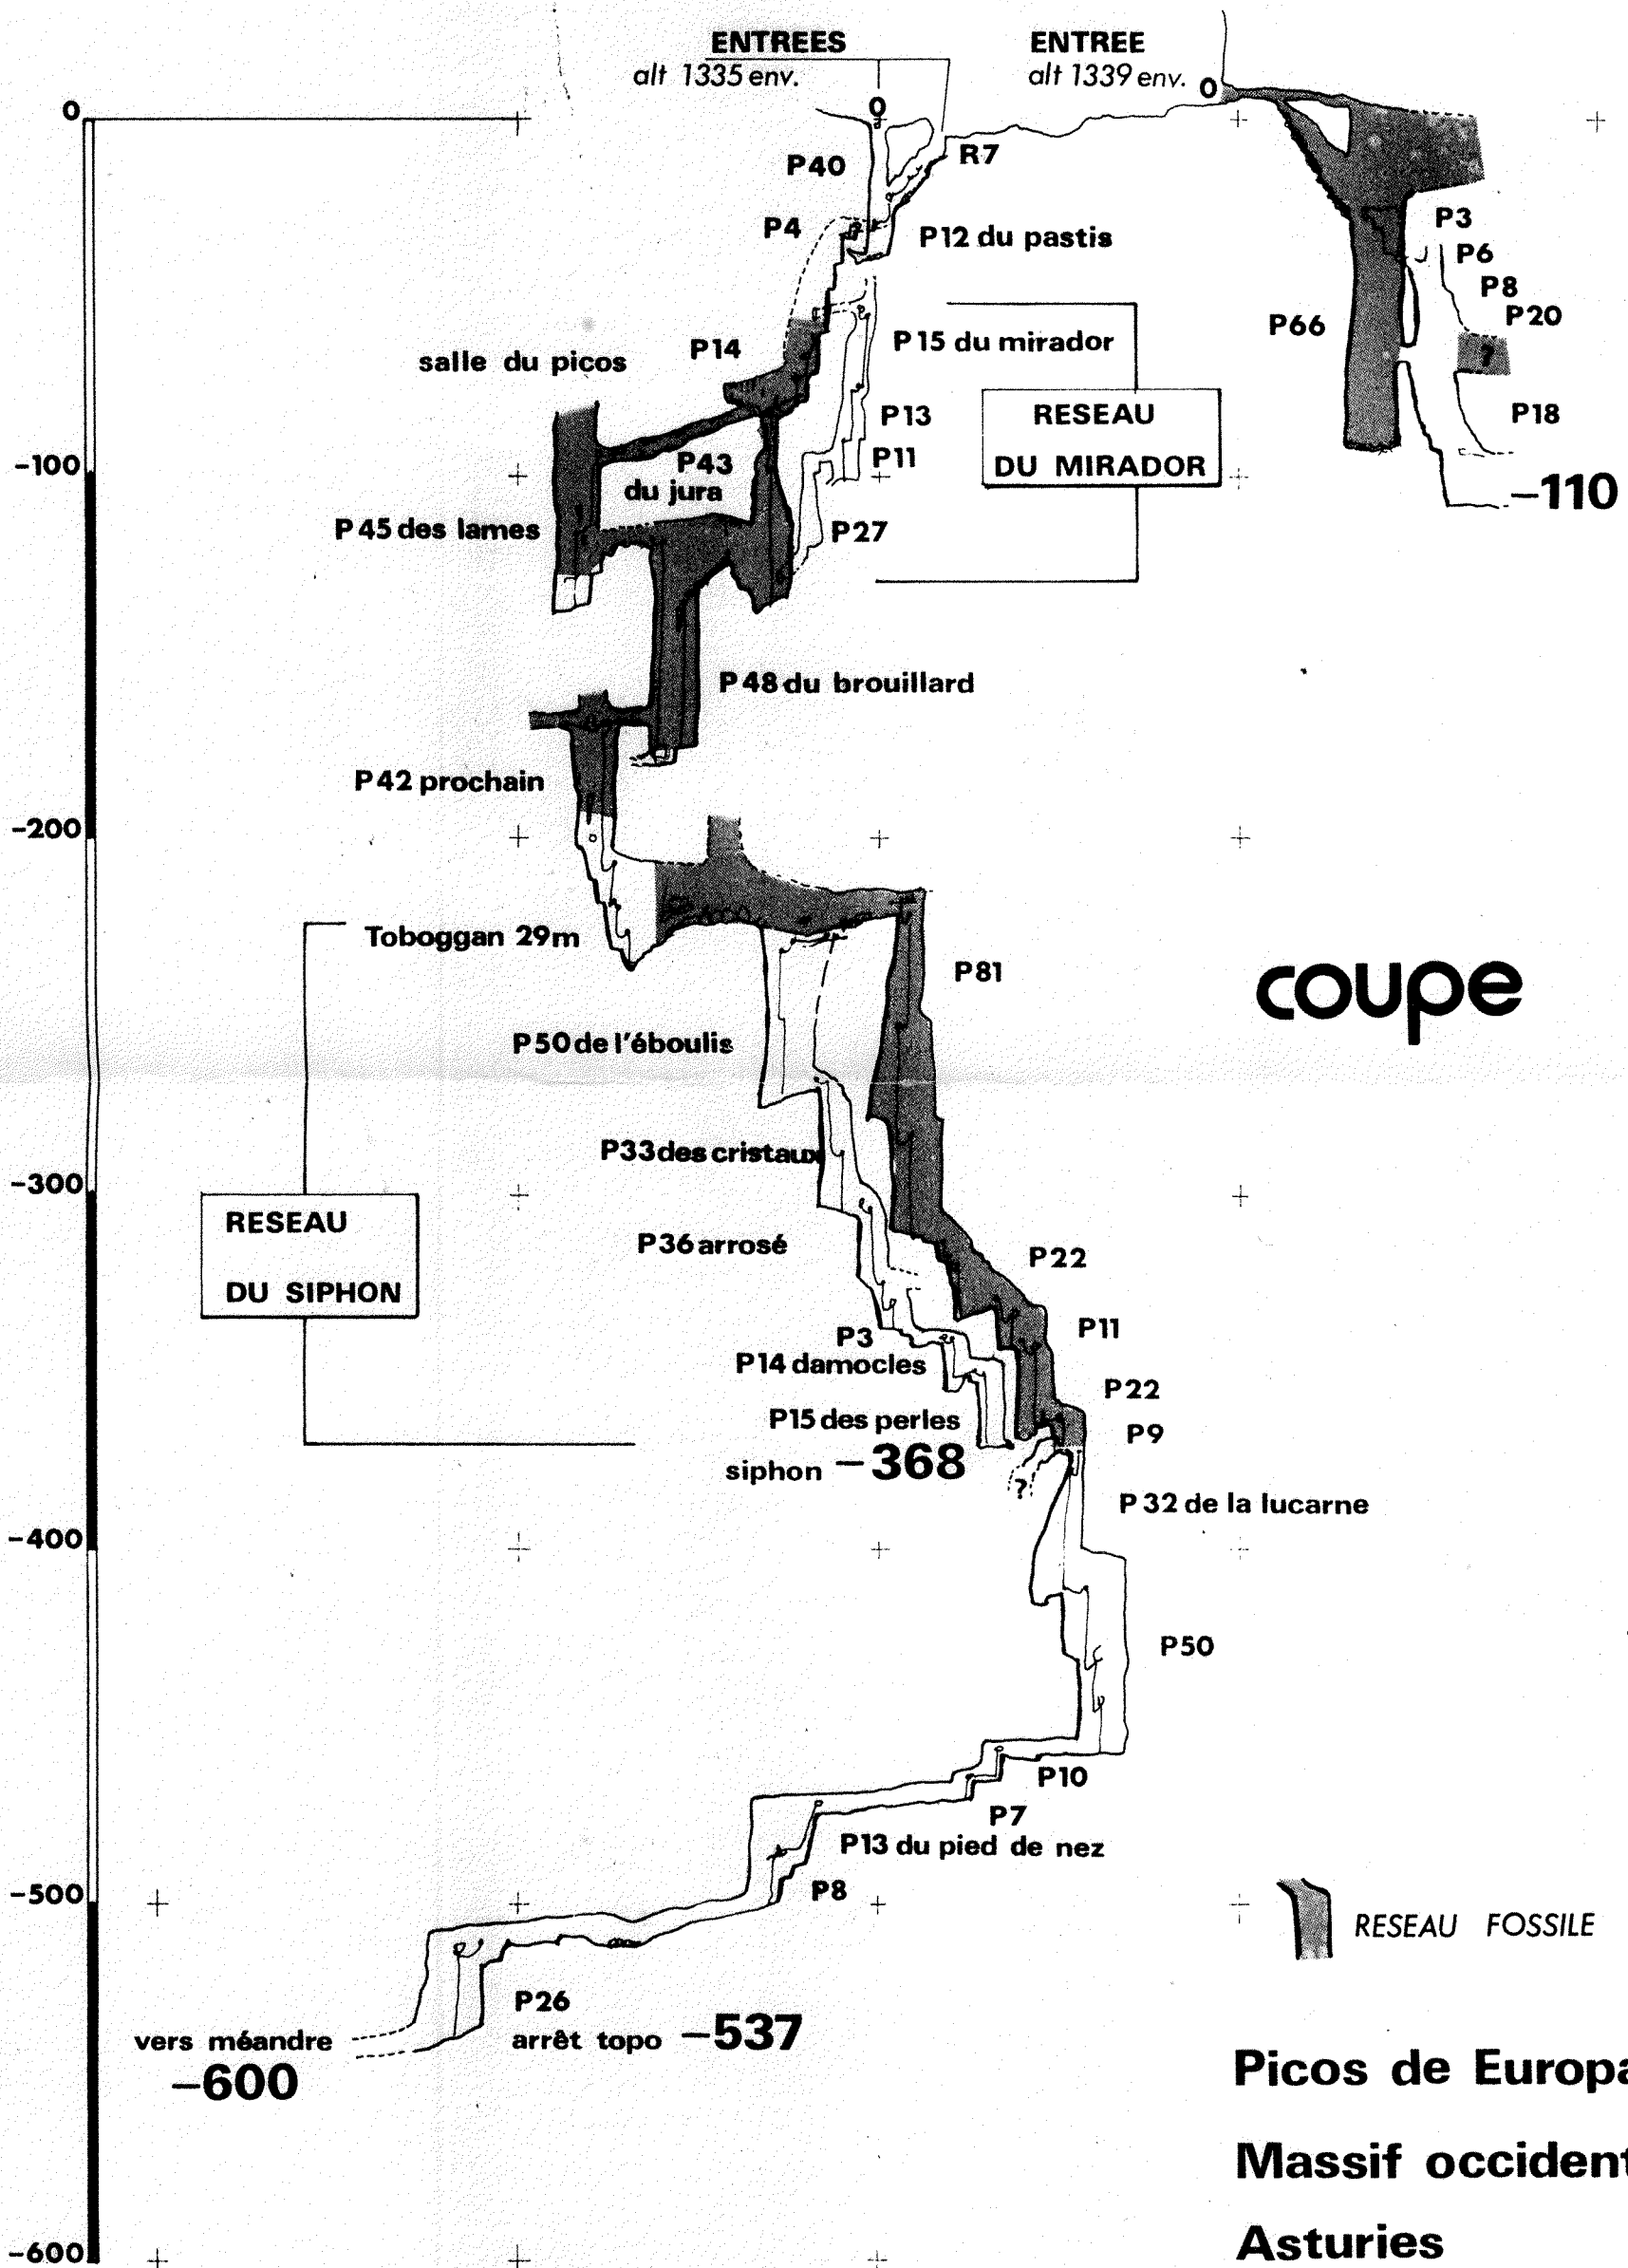 ENTREES
alt 1335 env.
ENTREE
alt 1339 env.
0
0
0
P40
R7
P4
P12 du pastis
P3
P6
P8
P20
P66
P18
-110
P14
salle du picos
P15 du mirador
P13
P11
RESEAU
DU MIRADOR
-100
P43
du jura
P45 des lames
P27
P48 du brouillard
P42 prochain
-200
Toboggan 29m
P81
coupe
P50 de l'éboulis
P33 des cristaux
-300
RESEAU
DU SIPHON
P36 arrosé
P22
P11
P3
P14 damocles
P22
P15 des perles
P9
siphon -368
?
?
P32 de la lucarne
-400
P50
P10
P7
P13 du pied de nez
P8
-500
RESEAU FOSSILE
P26
arrêt topo -537
vers méandre
-600
Picos de Europa
Massif occident
Asturies
-600